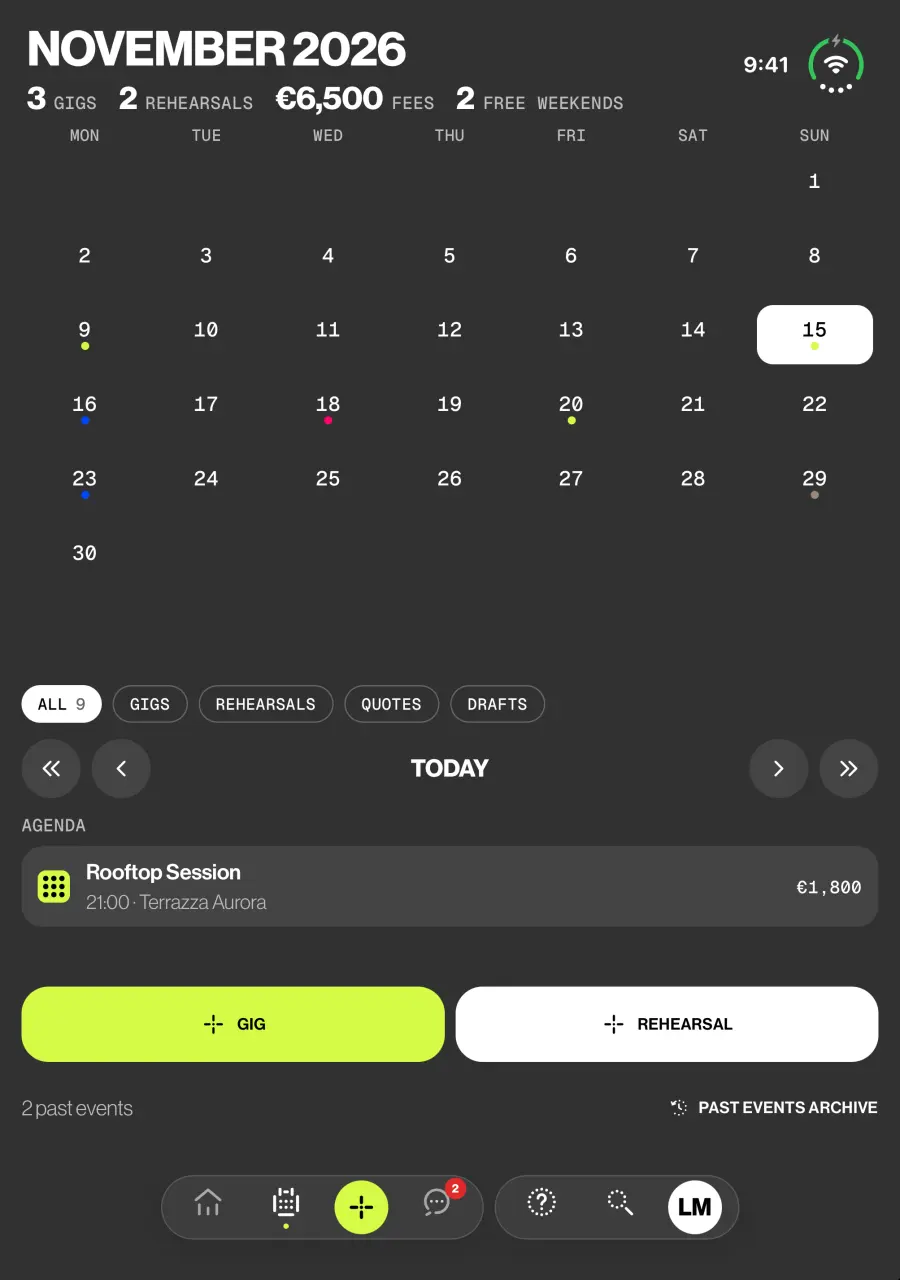 NOVEMBER 2026
9:41
3 GIGS 2 REHEARSALS €6,500 FEES 2 FREE WEEKENDS
MON TUE WED THU FRI SAT SUN
1
2 3 4 5 6 7 8
9 10 11 12 13 14 15
16 17 18 19 20 21 22
23 24 25 26 27 28 29
30
ALL 9 GIGS REHEARSALS QUOTES DRAFTS
TODAY
AGENDA
Rooftop Session
21:00 · Terrazza Aurora
€1,800
GIG REHEARSAL
2 past events PAST EVENTS ARCHIVE
2
LM